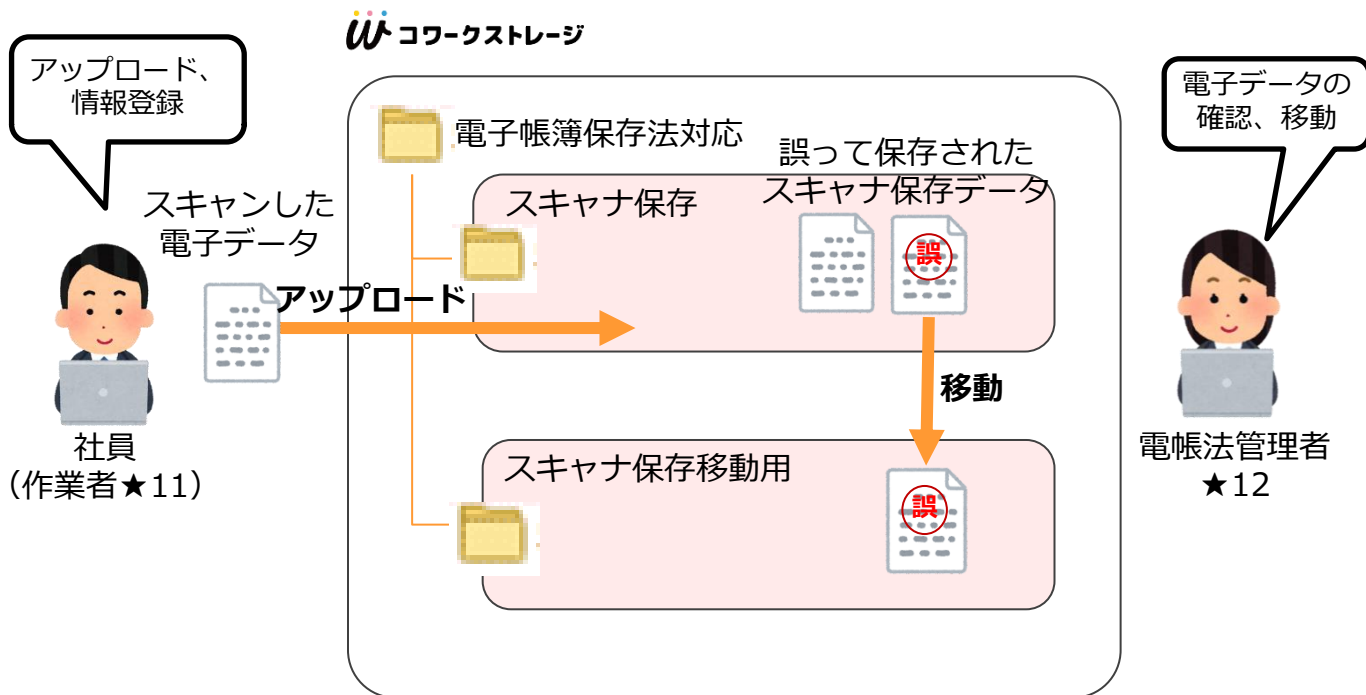 コワークストレージ
アップロード、
情報登録
電子データの
確認、移動
電子帳簿保存法対応
誤って保存された
スキャナ保存データ
スキャナ保存
スキャンした
電子データ
誤
アップロード
移動
社員
（作業者★11）
スキャナ保存移動用
誤
電帳法管理者
★12